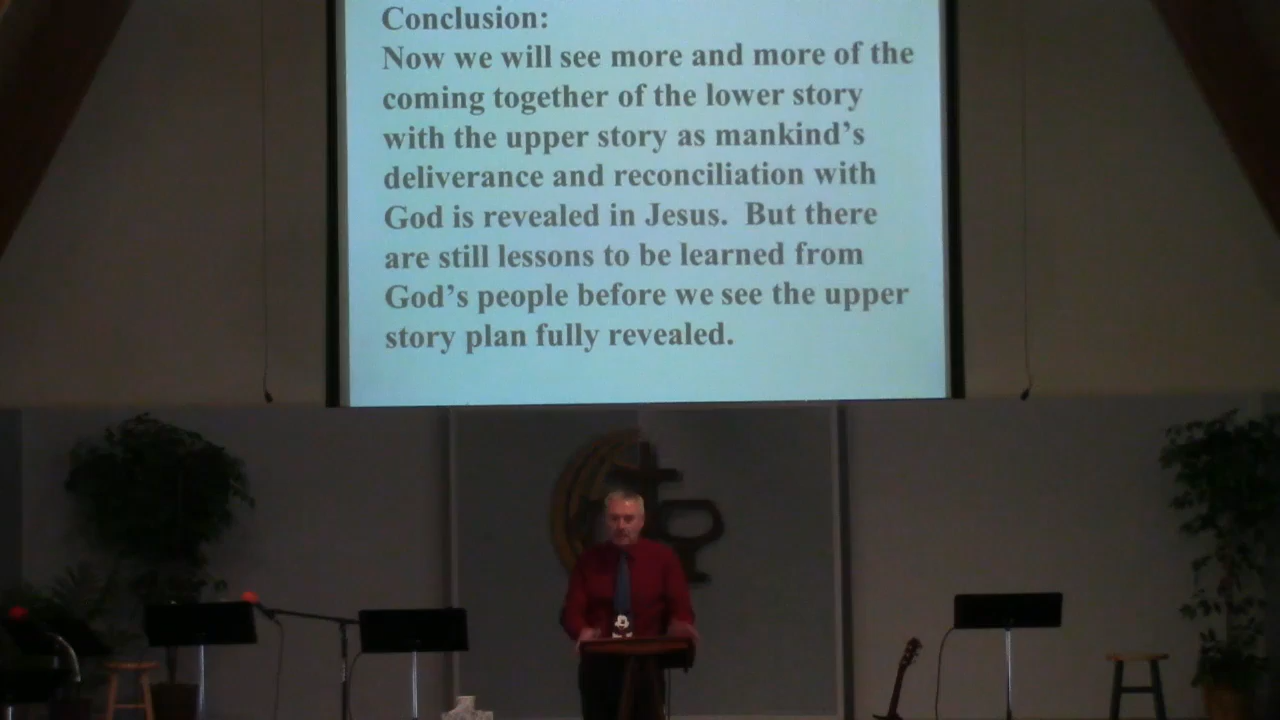 Conclusion:
Now we will see more and more of the
coming together of the lower story
with the upper story as mankind’s
deliverance and reconciliation with
God is revealed in Jesus.  But there
are still lessons to be learned from
God’s people before we see the upper
story plan fully revealed.